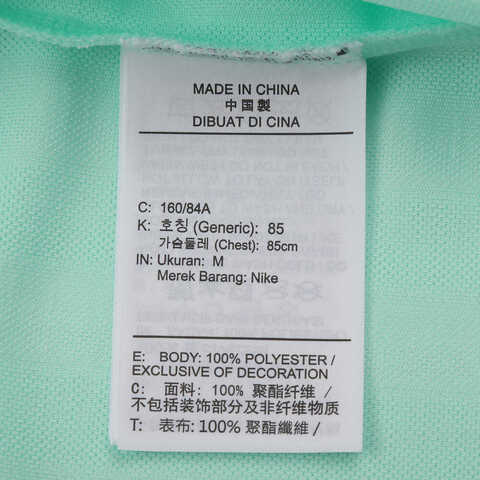 MADE IN CHINA
中国製
DIBUAT DI CINA
C: 160/84A
K: 호칭 (Generic): 85
가슴둘레 (Chest): 85cm
IN: Ukuran: M
Merek Barang: Nike
E: BODY: 100% POLYESTER /
EXCLUSIVE OF DECORATION
C: 面料: 100% 聚酯纤维 /
不包括装饰部分及非纤维物质
T: 表布: 100% 聚酯纖維 /